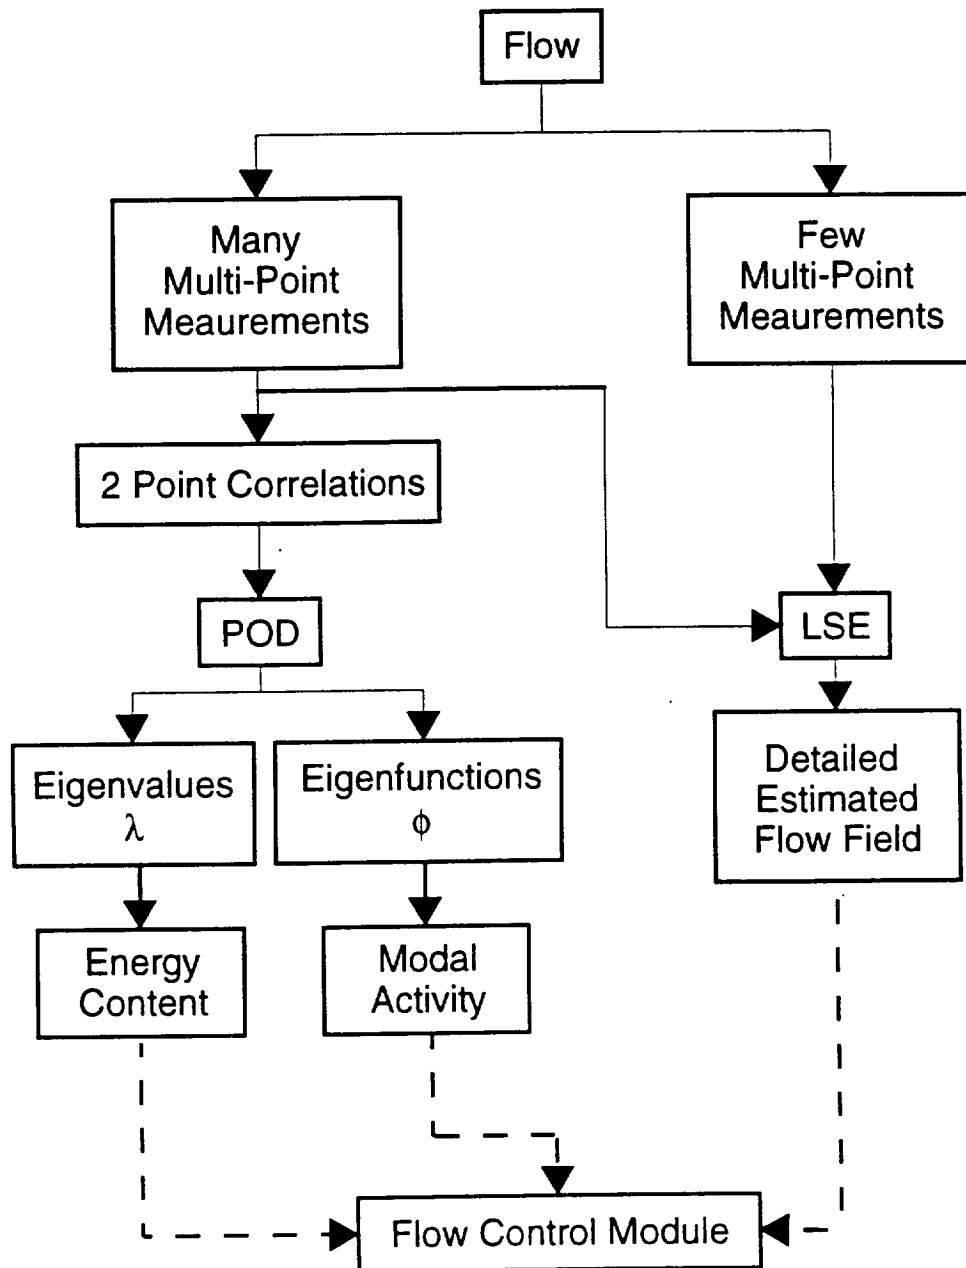 Flow
Many
Multi-Point
Meaurements
Few
Multi-Point
Meaurements
2 Point Correlations
POD
LSE
Eigenvalues
λ
Eigenfunctions
ϕ
Detailed
Estimated
Flow Field
Energy
Content
Modal
Activity
Flow Control Module